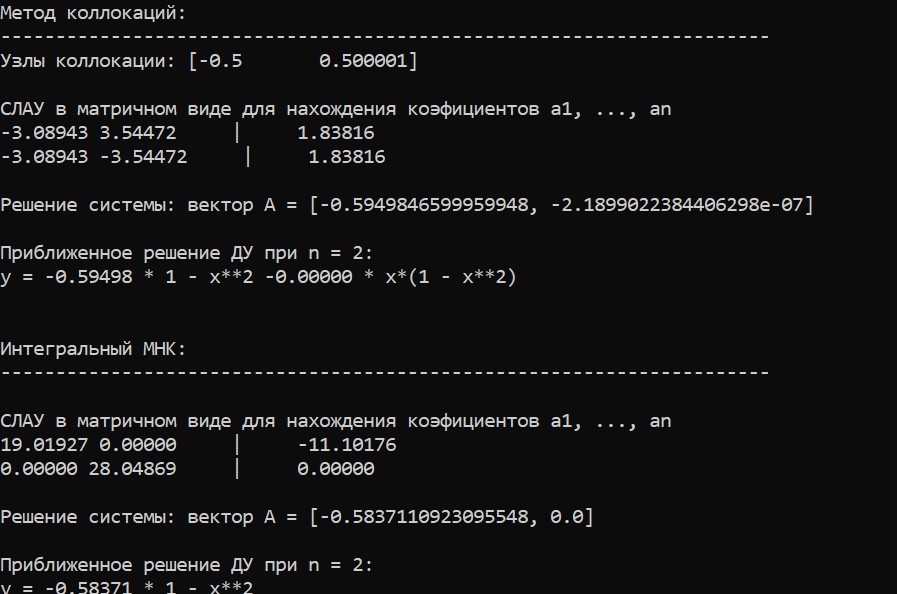 Метод коллокаций:
----------------------------------------------------------------------
Узлы коллокации: [-0.5       0.500001]
СЛАУ в матричном виде для нахождения коэфициентов a1, ..., an
-3.08943 3.54472     |     1.83816
-3.08943 -3.54472     |     1.83816
Решение системы: вектор A = [-0.5949846599959948, -2.1899022384406298e-07]
Приближенное решение ДУ при n = 2:
y = -0.59498 * 1 - x**2 -0.00000 * x*(1 - x**2)
Интегральный МНК:
----------------------------------------------------------------------
СЛАУ в матричном виде для нахождения коэфициентов a1, ..., an
19.01927 0.00000     |     -11.10176
0.00000 28.04869     |     0.00000
Решение системы: вектор A = [-0.5837110923095548, 0.0]
Приближенное решение ДУ при n = 2:
y = -0.58371 * 1 - x**2